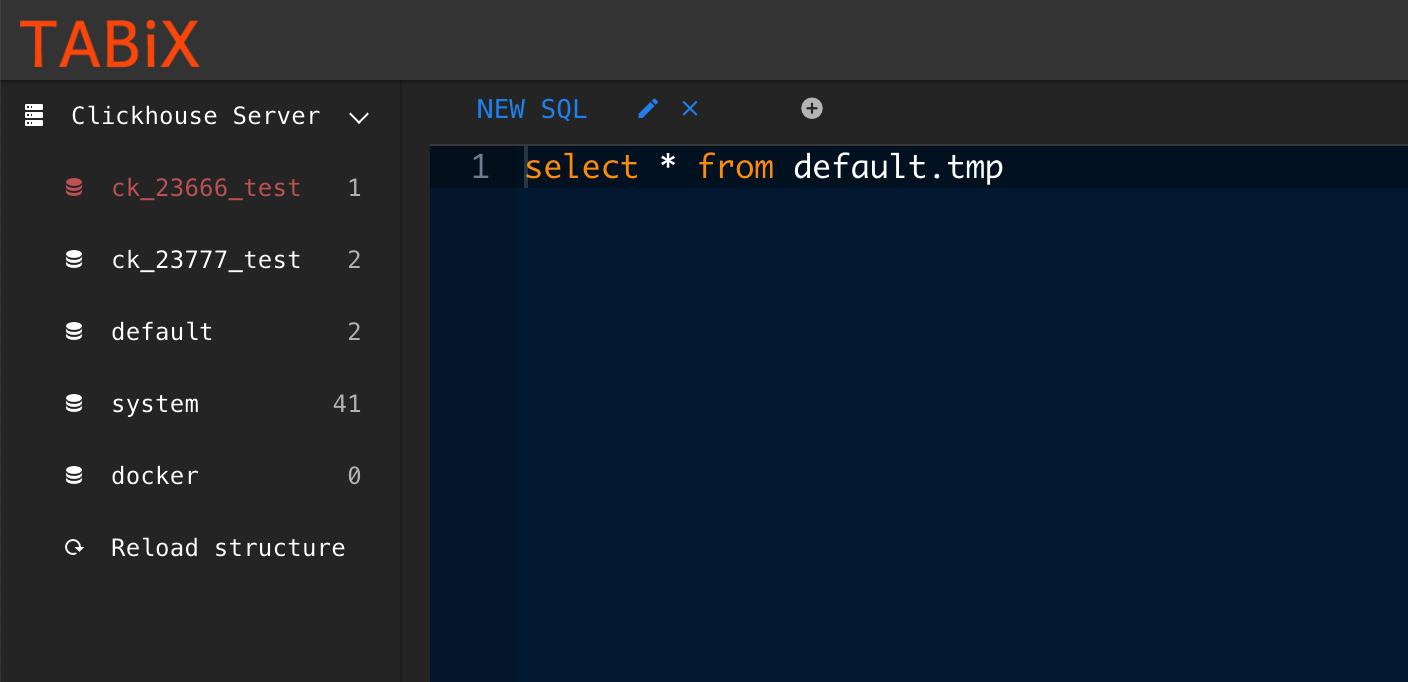 TABiX
Clickhouse Server
ck_23666_test 1
ck_23777_test 2
default 2
system 41
docker 0
Reload structure
NEW SQL
1 select * from default.tmp